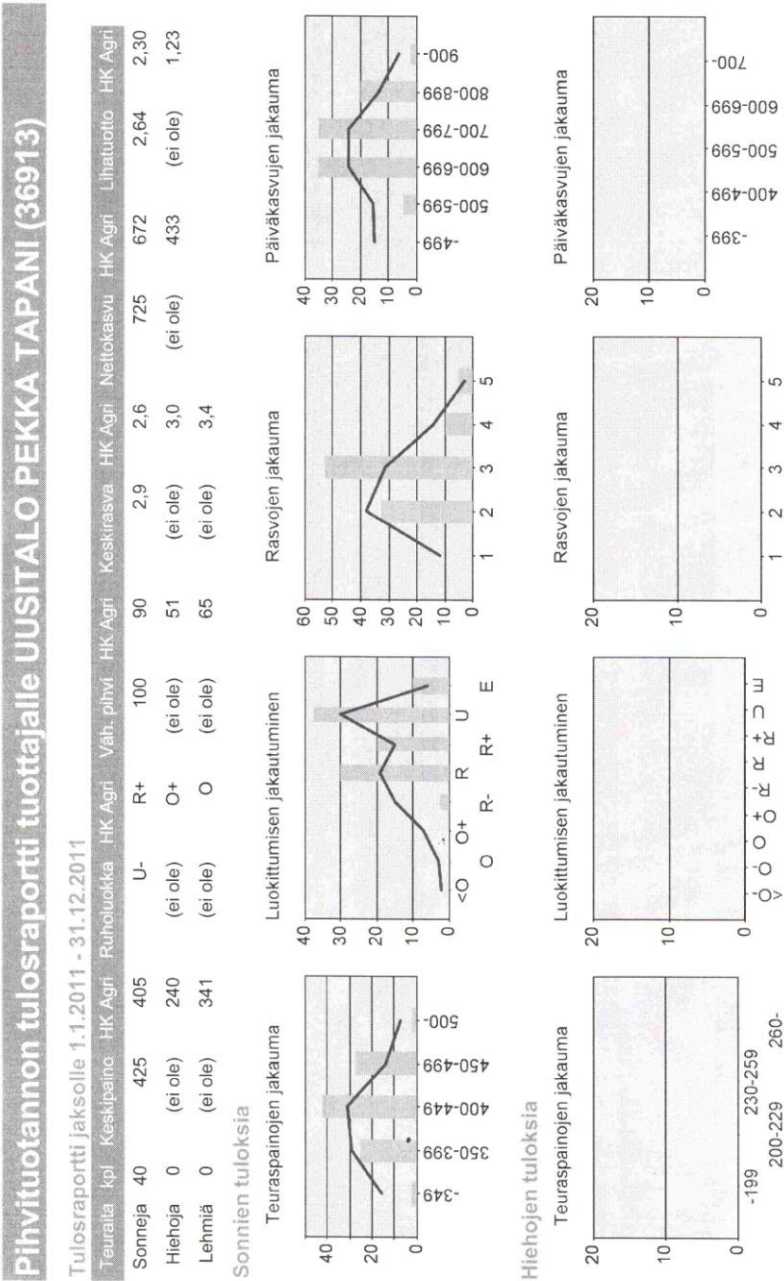 Pihvituotannon tulosraportti tuottajalle UUSITALO PEKKA TAPANI (36913)
Tulosraportti jaksolle 1.1.2011 - 31.12.2011
Teuraita kpl Keskipaino HK Agri Ruholuokka HK Agri Väh. pihvi HK Agri Keskirasva HK Agri Nettokasvu HK Agri Lihatuotto HK Agri
Sonneja 40 425 405 U- R+ 100 90 2,9 2,6 725 672 2,64 2,30
Hiehoja 0 (ei ole) 240 (ei ole) O+ (ei ole) 51 (ei ole) 3,0 (ei ole) 433 (ei ole) 1,23
Lehmiä 0 (ei ole) 341 (ei ole) O (ei ole) 65 (ei ole) 3,4
Sonnien tuloksia
Teuraspainojen jakauma
40
20
0
-349 350-399 400-449 450-499 500-
Luokittumisen jakautuminen
40
30
20
10
0
<O O O+ R- R R+ U E
Rasvojen jakauma
60
50
40
30
20
10
0
1 2 3 4 5
Päiväkasvujen jakauma
40
30
20
10
0
-499 500-599 600-699 700-799 800-899 900-
Hiehojen tuloksia
Teuraspainojen jakauma
20
10
0
-199 200-229 230-259 260-
Luokittumisen jakautuminen
20
10
0
<O- O- O O+ R- R R+ U E
Rasvojen jakauma
20
10
0
1 2 3 4 5
Päiväkasvujen jakauma
20
10
0
-399 400-499 500-599 600-699 700-